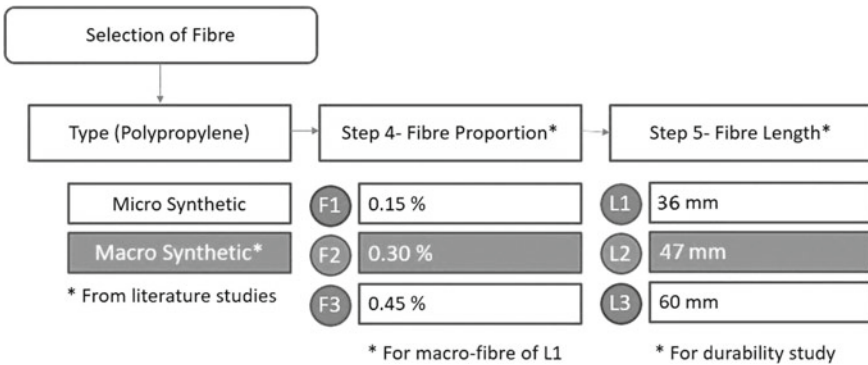 Selection of Fibre
Type (Polypropylene)
Step 4- Fibre Proportion*
Step 5- Fibre Length*
Micro Synthetic
Macro Synthetic*
* From literature studies
F1 0.15 %
F2 0.30 %
F3 0.45 %
* For macro-fibre of L1
L1 36 mm
L2 47 mm
L3 60 mm
* For durability study